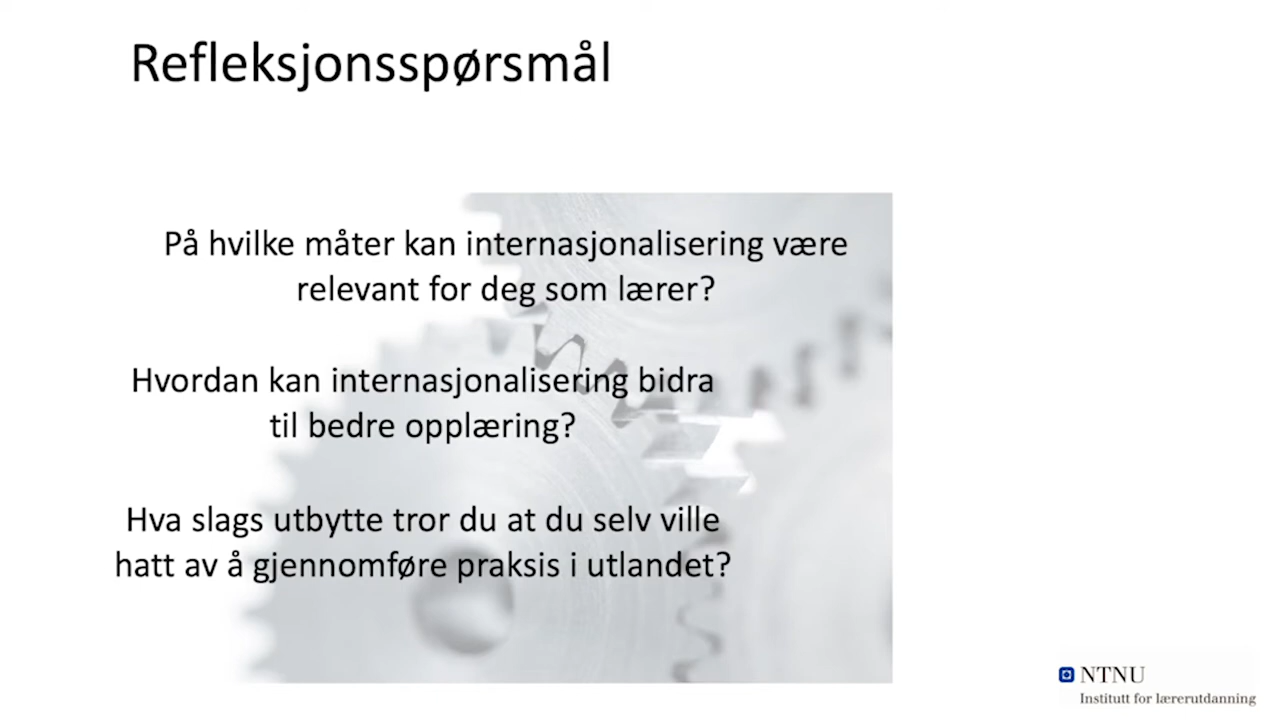 Refleksjonsspørsmål
På hvilke måter kan internasjonalisering være
relevant for deg som lærer?
Hvordan kan internasjonalisering bidra
til bedre opplæring?
Hva slags utbytte tror du at du selv ville
hatt av å gjennomføre praksis i utlandet?
NTNU
Institutt for lærerutdanning